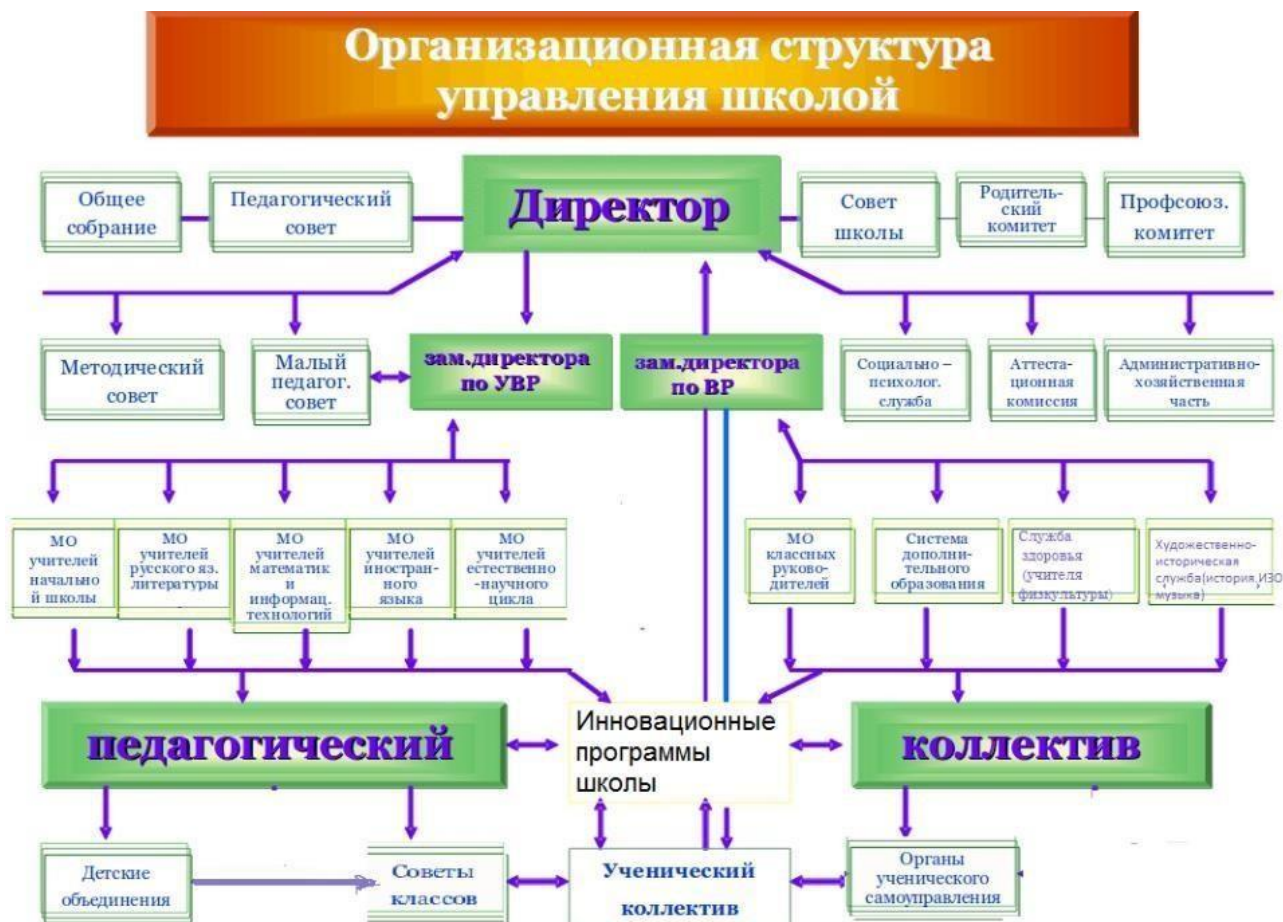 Организационная структура
управления школой
Общее
собрание
Педагогический
совет
Директор
Совет
школы
Родитель-
ский
комитет
Профсоюз.
комитет
Методический
совет
Малый
педагог.
совет
зам.директора
по УВР
зам.директора
по ВР
Социально –
психолог.
служба
Аттеста-
ционная
комиссия
Административно-
хозяйственная
часть
МО
учителей
начально
й школы
МО
учителей
русского яз.
литературы
МО
учителей
математик
и
информац.
технологий
МО
учителей
иностран-
ного
языка
МО
учителей
естественно
-научного
цикла
МО
классных
руково-
дителей
Система
дополни-
тельного
образования
Служба
здоровья
(учителя
физкультуры)
Художественно-
историческая
служба(история,ИЗО
музыка)
педагогический
Инновационные
программы
школы
коллектив
Детские
объединения
Советы
классов
Ученический
коллектив
Органы
ученического
самоуправления